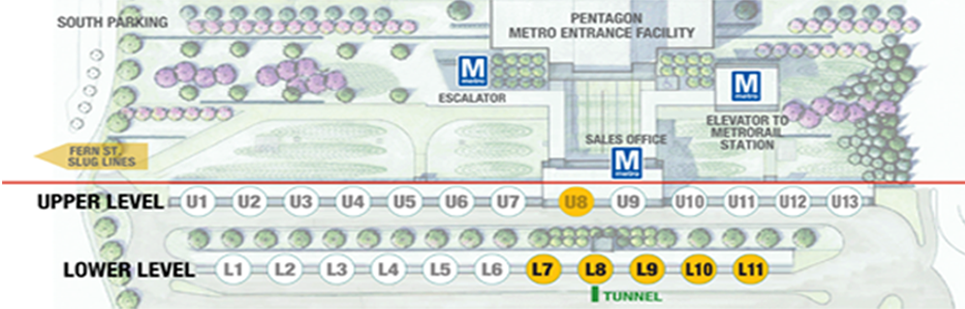 SOUTH PARKING
PENTAGON
METRO ENTRANCE FACILITY
M
metro
ESCALATOR
M
metro
ELEVATOR TO
METRORAIL
STATION
SALES OFFICE
M
metro
FERN ST.
SLUG LINES
UPPER LEVEL U1 U2 U3 U4 U5 U6 U7 U8 U9 U10 U11 U12 U13
LOWER LEVEL L1 L2 L3 L4 L5 L6 L7 L8 L9 L10 L11
TUNNEL